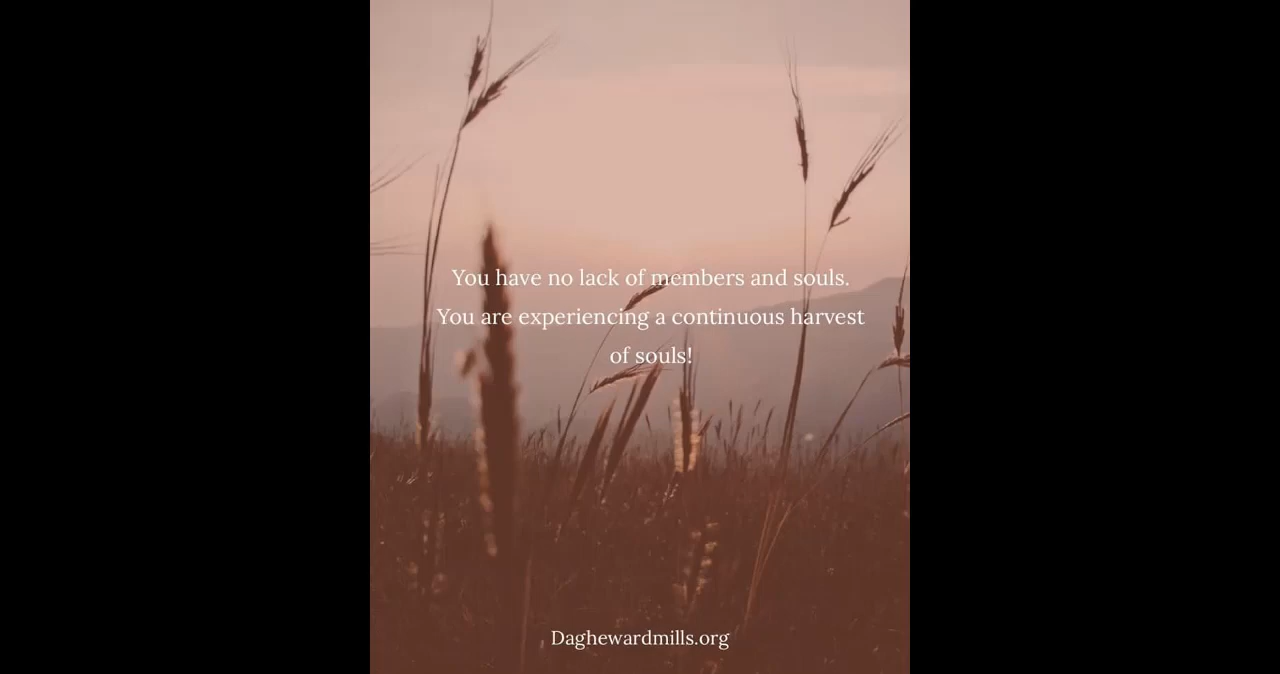 You have no lack of members and souls.
You are experiencing a continuous harvest
of souls!
Daghewardmills.org